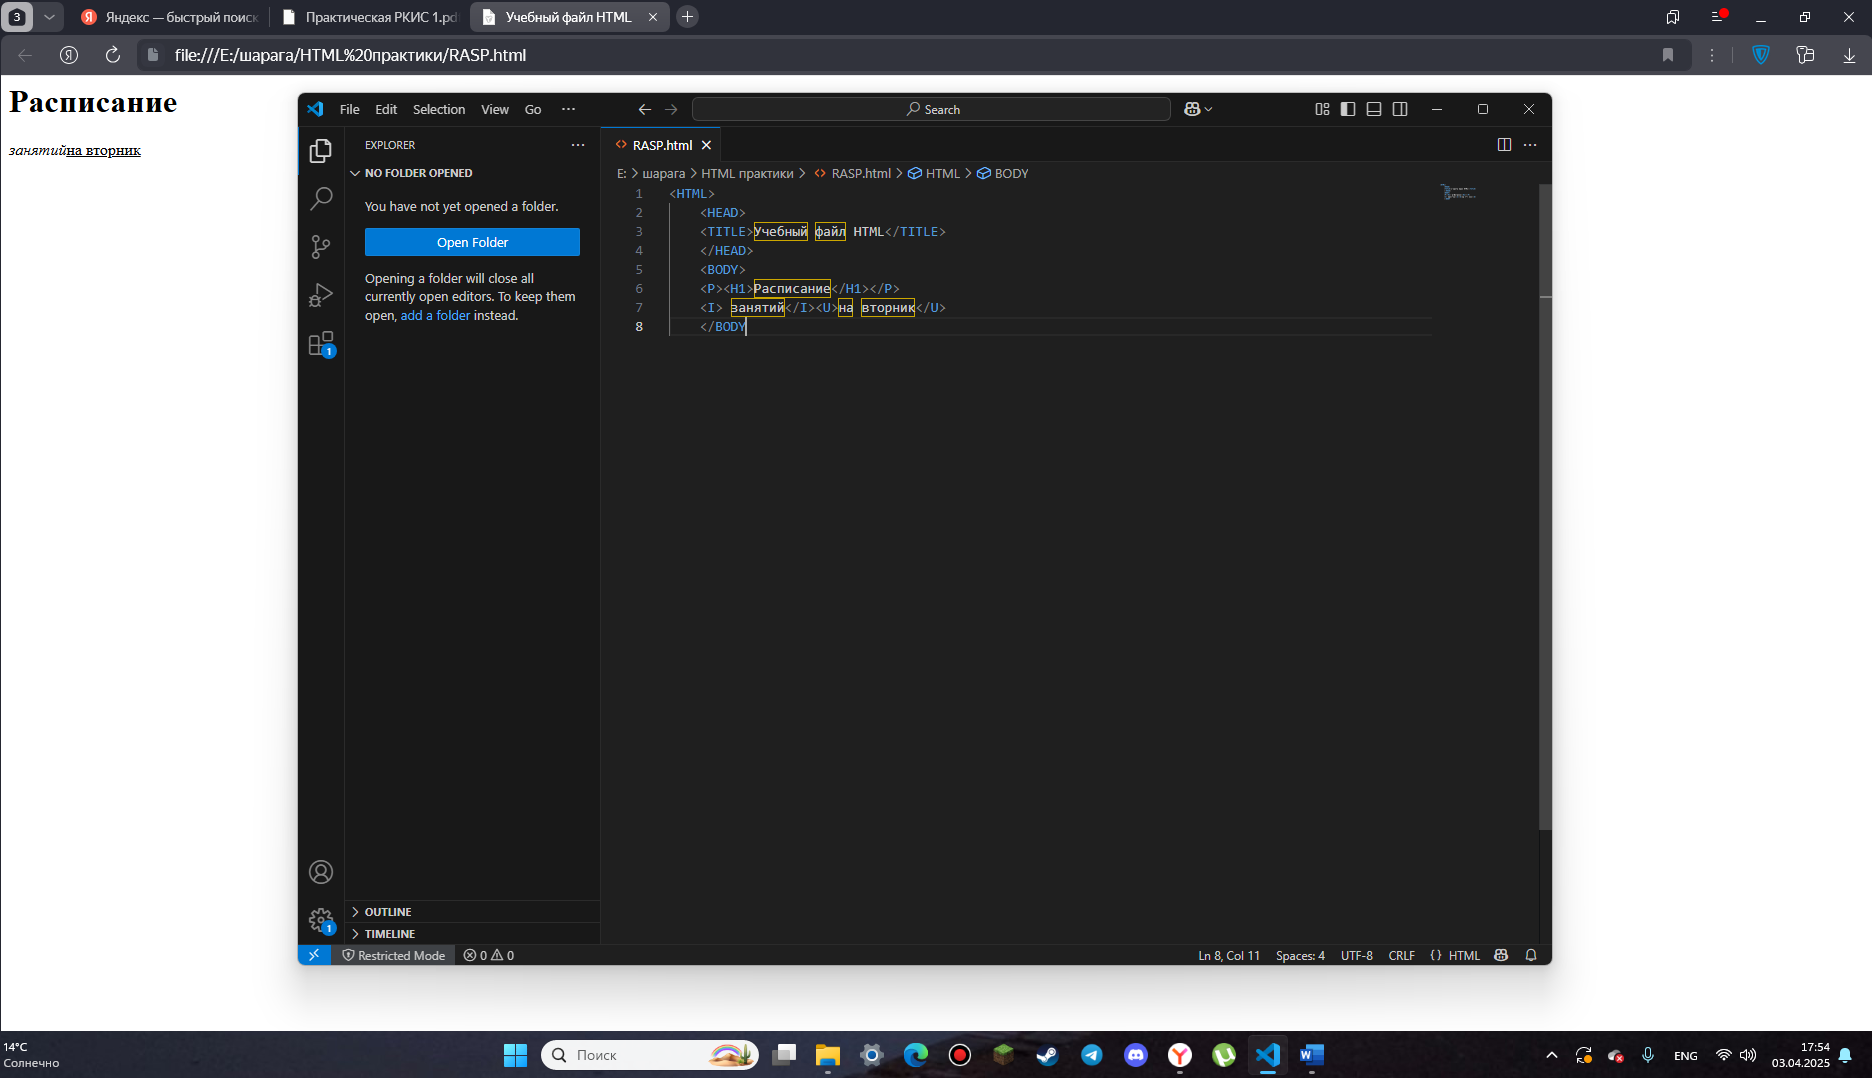 3
Яндекс — быстрый поиск
Практическая РКИС 1.pd
Учебный файл HTML
file:///E:/шарага/HTML%20практики/RASP.html
Расписание
занятийна вторник
File Edit Selection View Go ···
Search
EXPLORER
RASP.html
NO FOLDER OPENED
E: > шарага > HTML практики > RASP.html > HTML > BODY
You have not yet opened a folder.
Open Folder
Opening a folder will close all
currently open editors. To keep them
open, add a folder instead.
1 <HTML>
2 <HEAD>
3 <TITLE>Учебный файл HTML</TITLE>
4 </HEAD>
5 <BODY>
6 <P><H1>Расписание</H1></P>
7 <I> занятий</I><U>на вторник</U>
8 </BODY
1
OUTLINE
1
TIMELINE
Restricted Mode 0 0
Ln 8, Col 11 Spaces: 4 UTF-8 CRLF {} HTML
14°C
Солнечно
Поиск
ENG
17:54
03.04.2025